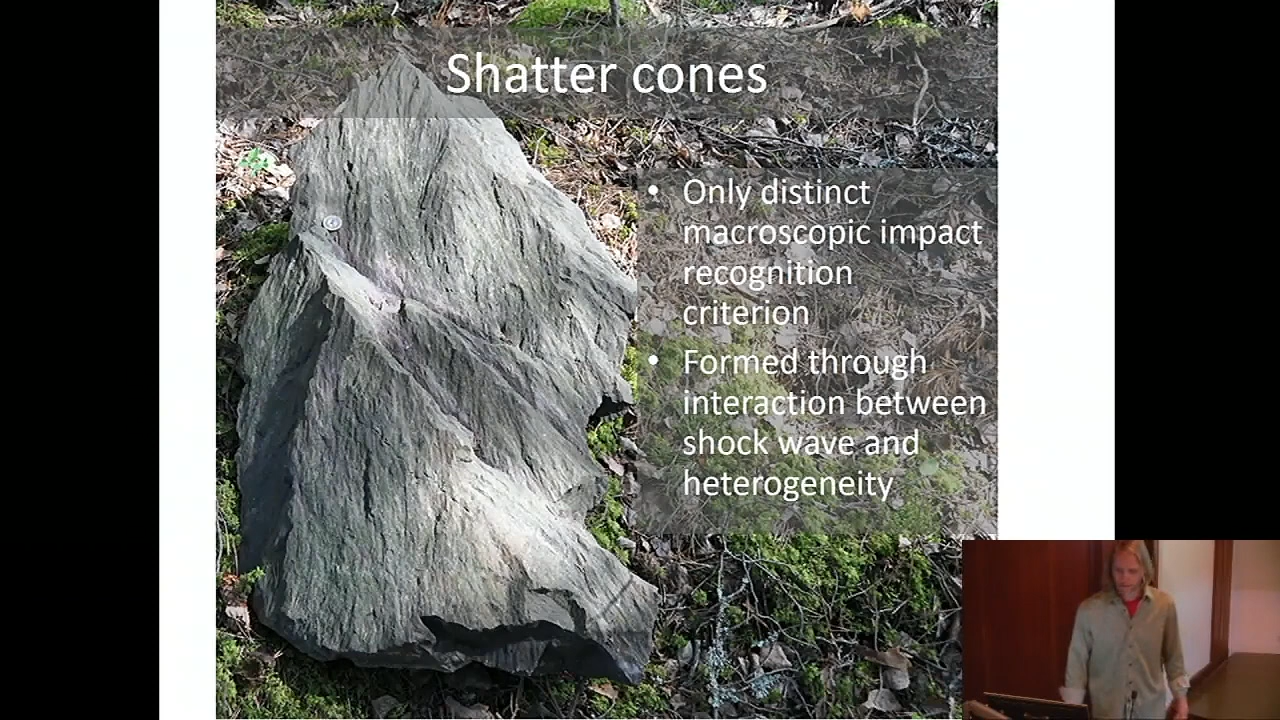 Shatter cones
• Only distinct
macroscopic impact
recognition
criterion
• Formed through
interaction between
shock wave and
heterogeneity